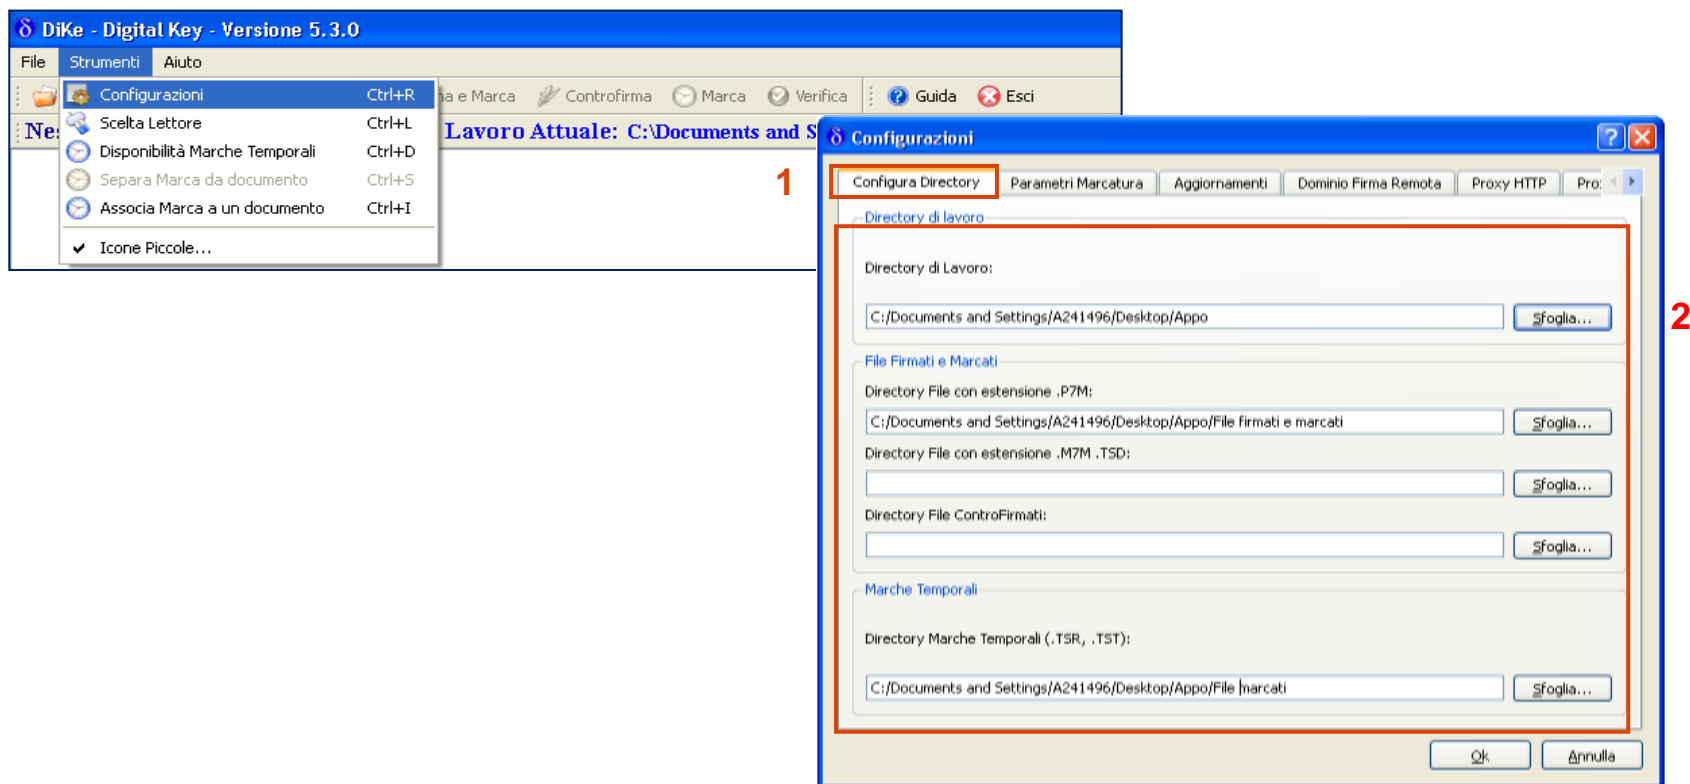 δ DiKe - Digital Key - Versione 5.3.0
File Strumenti Aiuto
Configurazioni Ctrl+R
Scelta Lettore Ctrl+L
Disponibilità Marche Temporali Ctrl+D
Separa Marca da documento Ctrl+S
Associa Marca a un documento Ctrl+I
✔ Icone Piccole...
na e Marca Controfirma Marca Verifica Guida Esci
Nes Lavoro Attuale: C:\Documents and S
1
δ Configurazioni
Configura Directory Parametri Marcatura Aggiornamenti Dominio Firma Remota Proxy HTTP Pro
Directory di lavoro
Directory di Lavoro:
C:/Documents and Settings/A241496/Desktop/Appo Sfoglia...
2
File Firmati e Marcati
Directory File con estensione .P7M:
C:/Documents and Settings/A241496/Desktop/Appo/File firmati e marcati Sfoglia...
Directory File con estensione .M7M .TSD:
Sfoglia...
Directory File ControFirmati:
Sfoglia...
Marche Temporali
Directory Marche Temporali (.TSR, .TST):
C:/Documents and Settings/A241496/Desktop/Appo/File marcati Sfoglia...
Ok Annulla